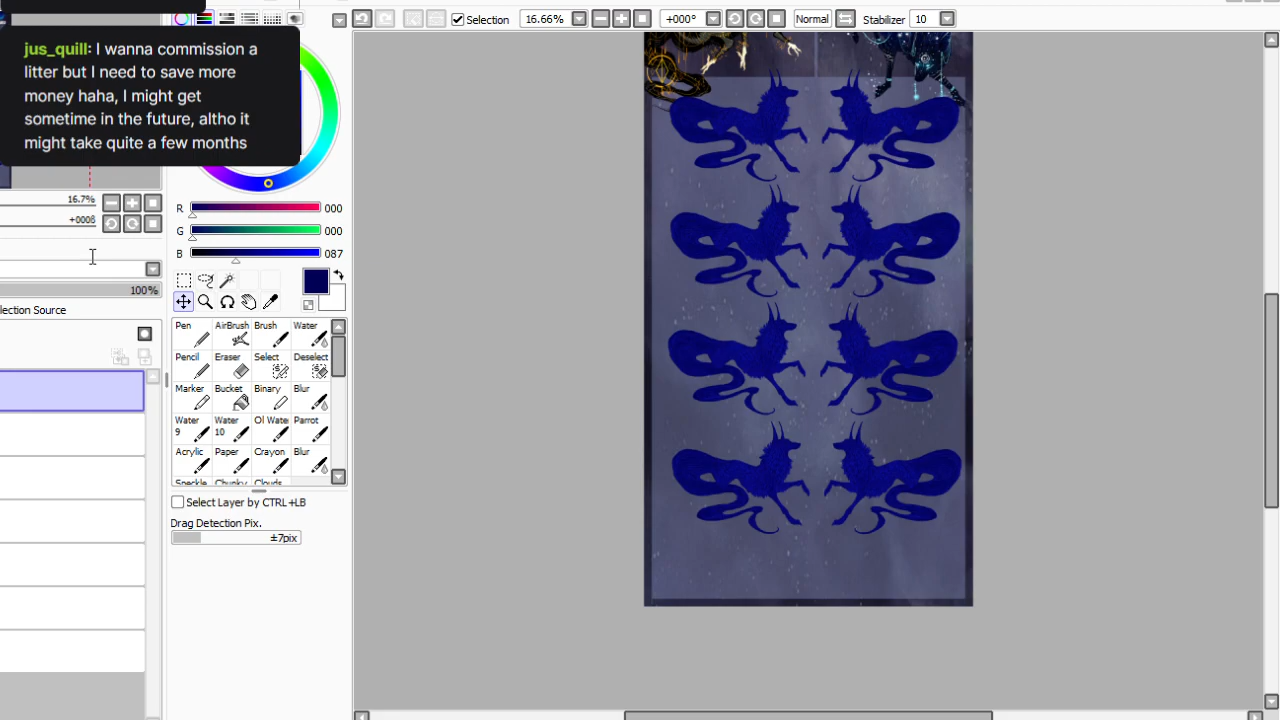 jus_quill: I wanna commission a
litter but I need to save more
money haha, I might get
sometime in the future, altho it
might take quite a few months
Selection
16.66%
+000°
Normal
Stabilizer
10
16.7%
R
000
G
000
B
087
100%
lection Source
Pen
AirBrush
Brush
Water
Pencil
Eraser
Select
Deselect
Marker
Bucket
Binary
Blur
Water
9
Water
10
Ol Wate
Parrot
Acrylic
Paper
Crayon
Blur
Speckle
Chunky
Clouds
Select Layer by CTRL+LB
Drag Detection Pix.
±7pix